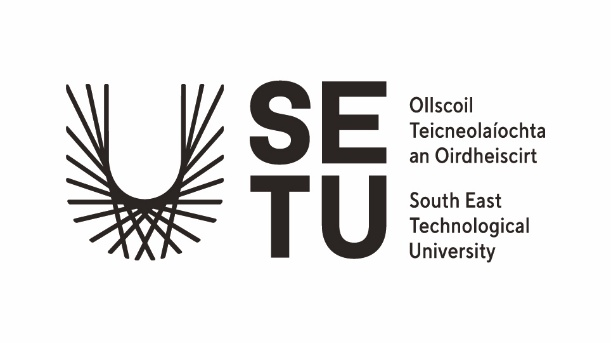 SE
TU
Ollscoil
Teicneolaíochta
an Oirdheiscirt
South East
Technological
University